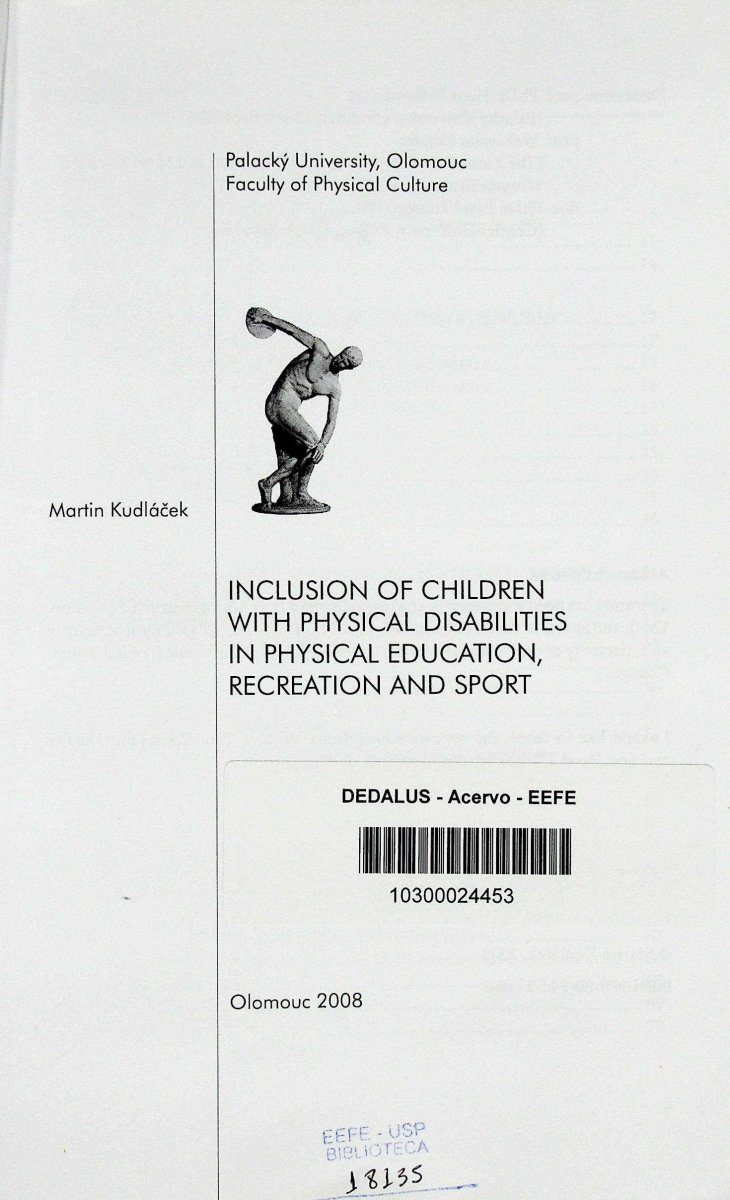 Palacký University, Olomouc
Faculty of Physical Culture
Martin Kudláček
INCLUSION OF CHILDREN
WITH PHYSICAL DISABILITIES
IN PHYSICAL EDUCATION,
RECREATION AND SPORT
DEDALUS - Acervo - EEFE
10300024453
Olomouc 2008
EEFE - USP
BIBLIOTECA
18135